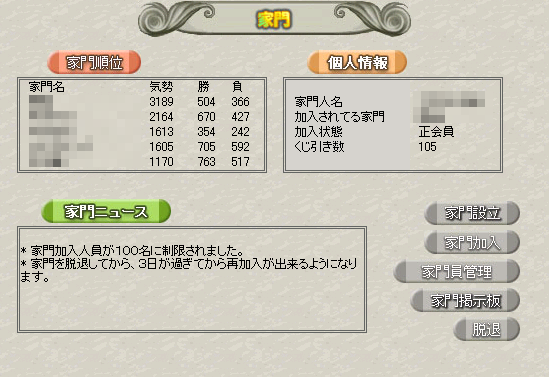 家門
家門順位
家門名 気勢 勝 負
3189 504 366
2164 670 427
1613 354 242
1605 705 592
1170 763 517
個人情報
家門人名
加入されてる家門
加入状態 正会員
くじ引き数 105
家門ニュース
* 家門加入人員が100名に制限されました。
* 家門を脱退してから、3日が過ぎてから再加入が出来るようになり
ます。
家門設立
家門加入
家門員管理
家門掲示板
脱退